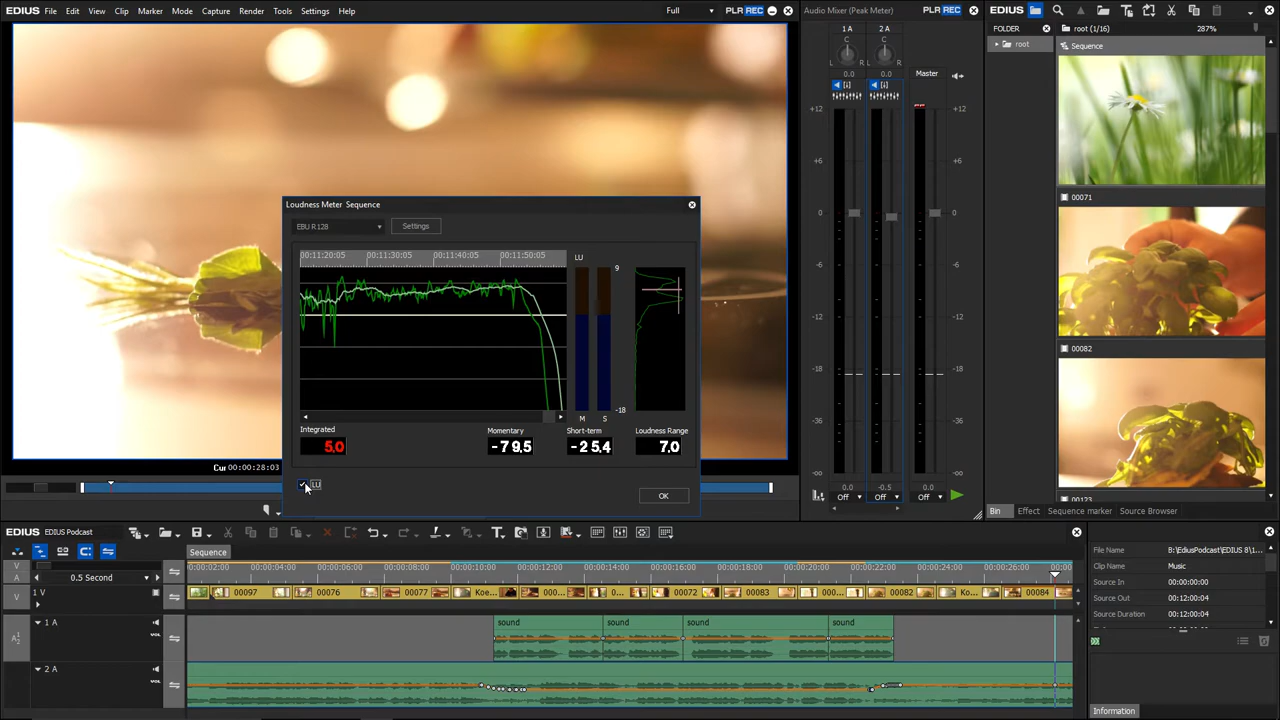 EDIUS File Edit View Clip Marker Mode Capture Render Tools Settings Help
Full PLR REC
Audio Mixer (Peak Meter) PLR REC
EDIUS
FOLDER
root
root (1/16) 287%
Sequence
00071
00082
00123
1 A 2 A
C C
L R L R
0.0 0.0
Master
+12 +12
+6 +6
0 0
-6 -6
-12 -12
-18 -18
-36 -36
-∞ -∞
0.0 -0.5 0.0
Off Off Off
Loudness Meter Sequence
EBU R128 Settings
00:11:20:05 00:11:30:05 00:11:40:05 00:11:50:05
LU
9
-18
M S
Integrated Momentary Short-term Loudness Range
5.0 -79.5 -25.4 7.0
LU
OK
Cur 00:00:28:03
Bin Effect Sequence marker Source Browser
EDIUS Podcast
Sequence
V
A
0.5 Second
00:00:02:00 00:00:04:00 00:00:06:00 00:00:08:00 00:00:10:00 00:00:12:00 00:00:14:00 00:00:16:00 00:00:18:00 00:00:20:00 00:00:22:00 00:00:24:00 00:00:26:00 00:00
V 1 V
00097 00076 00077 Koe... 000... 000... 0... 00072 00083 000... 00082 Koe... 00084
A12 1 A
VOL
sound sound sound sound
2 A
VOL
File Name B:\EdiusPodcast\EDIUS 8\1...
Clip Name Music
Source In 00:00:00:00
Source Out 00:12:00:04
Source Duration 00:12:00:04
Information